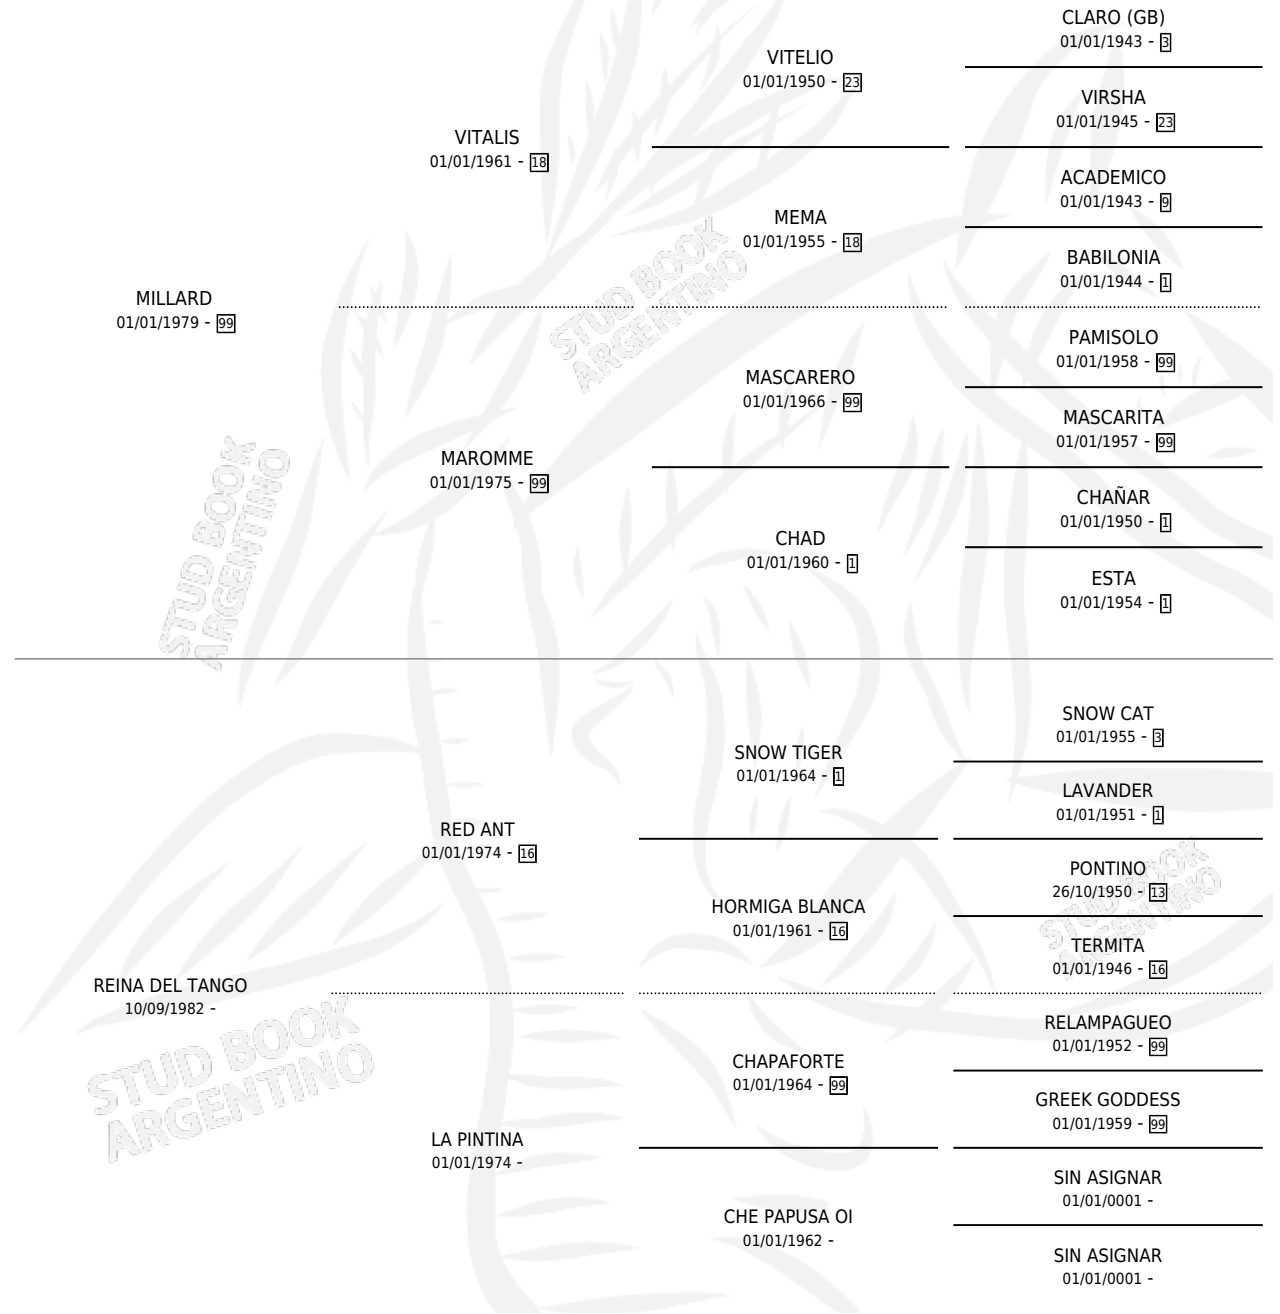 CLARO (GB)
01/01/1943 - 3
VITELIO
01/01/1950 - 23
VIRSHA
01/01/1945 - 23
VITALIS
01/01/1961 - 18
ACADEMICO
01/01/1943 - 9
MEMA
01/01/1955 - 18
BABILONIA
01/01/1944 - 1
MILLARD
01/01/1979 - 99
PAMISOLO
01/01/1958 - 99
MASCARERO
01/01/1966 - 99
MASCARITA
01/01/1957 - 99
MAROMME
01/01/1975 - 99
CHAÑAR
01/01/1950 - 1
CHAD
01/01/1960 - 1
ESTA
01/01/1954 - 1
SNOW CAT
01/01/1955 - 3
SNOW TIGER
01/01/1964 - 1
LAVANDER
01/01/1951 - 1
RED ANT
01/01/1974 - 16
PONTINO
26/10/1950 - 13
HORMIGA BLANCA
01/01/1961 - 16
TERMITA
01/01/1946 - 16
REINA DEL TANGO
10/09/1982 -
RELAMPAGUEO
01/01/1952 - 99
CHAPAFORTE
01/01/1964 - 99
GREEK GODDESS
01/01/1959 - 99
LA PINTINA
01/01/1974 -
SIN ASIGNAR
01/01/0001 -
CHE PAPUSA OI
01/01/1962 -
SIN ASIGNAR
01/01/0001 -
STUD BOOK
ARGENTINO
STUD BOOK
ARGENTINO
STUD BOOK
ARGENTINO
STUD BOOK
ARGENTINO